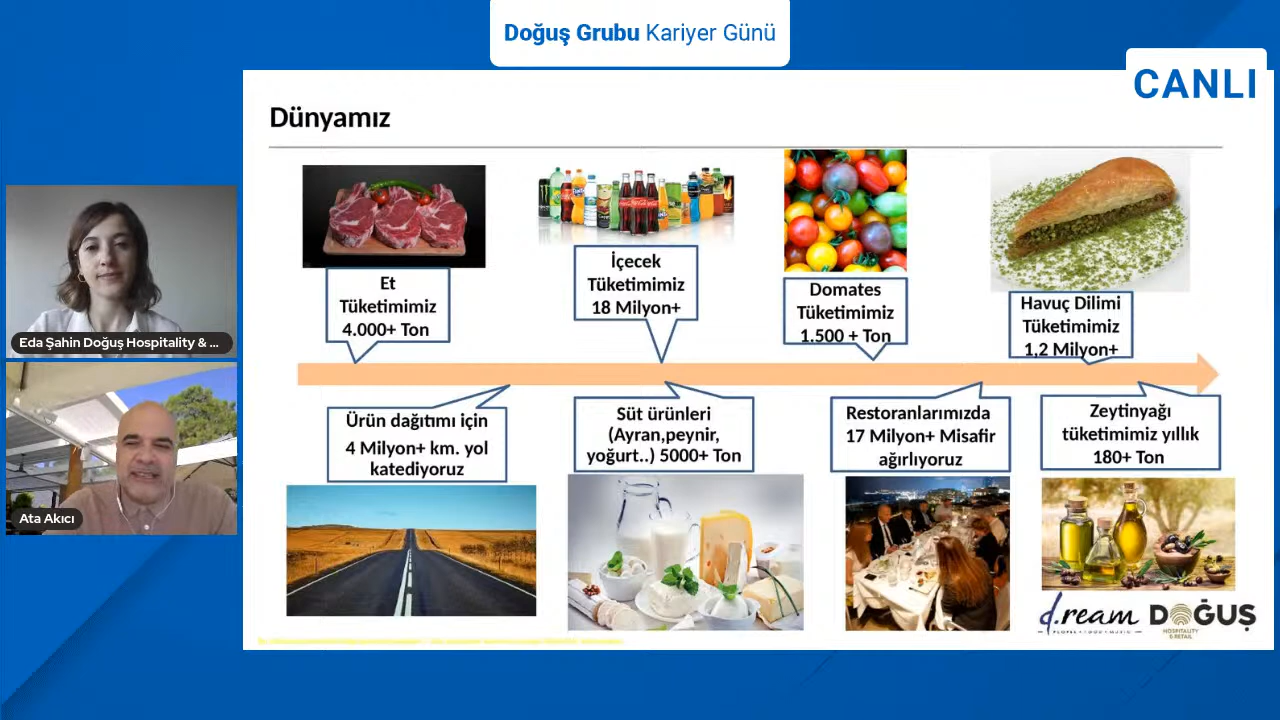 Doğuş Grubu Kariyer Günü
CANLI
Dünyamız
Et
Tüketimimiz
4.000+ Ton
İçecek
Tüketimimiz
18 Milyon+
Domates
Tüketimimiz
1.500 + Ton
Havuç Dilimi
Tüketimimiz
1,2 Milyon+
Ürün dağıtımı için
4 Milyon+ km. yol
katediyoruz
Süt ürünleri
(Ayran,peynir,
yoğurt..) 5000+ Ton
Restoranlarımızda
17 Milyon+ Misafir
ağırlıyoruz
Zeytinyağı
tüketimimiz yıllık
180+ Ton
Eda Şahin Doğuş Hospitality & ...
Ata Akıcı
d.ream
PEOPLE • FOOD • MUSIC
DOĞUŞ
HOSPITALITY
& RETAIL